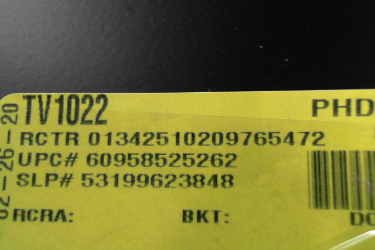 TV1022 PHD
RCTR 01342510209765472
UPC# 60958525262
SLP# 53199623848
RCRA: BKT:
02-26-20